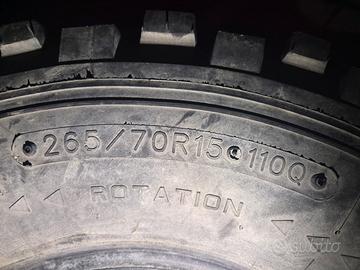 265/70R15 110Q
ROTATION
subito